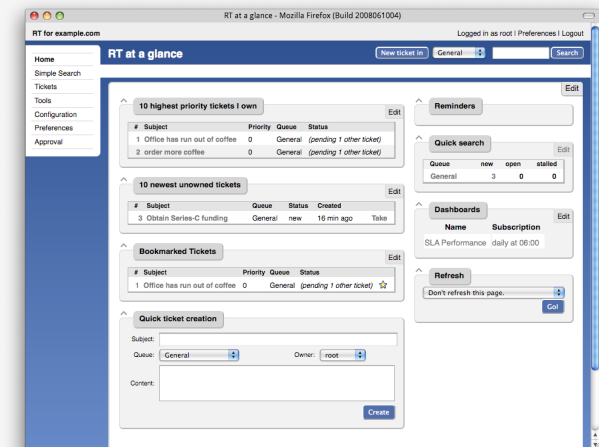 RT at a glance - Mozilla Firefox (Build 2008061004)
RT for example.com
Logged in as root | Preferences | Logout
RT at a glance
New ticket in General Search
Home
Simple Search
Tickets
Tools
Configuration
Preferences
Approval
Edit
10 highest priority tickets I own
Edit
# Subject Priority Queue Status
1 Office has run out of coffee 0 General (pending 1 other ticket)
2 order more coffee 0 General (pending 1 other ticket)
10 newest unowned tickets
Edit
# Subject Queue Status Created
3 Obtain Series-C funding General new 16 min ago Take
Bookmarked Tickets
Edit
# Subject Priority Queue Status
1 Office has run out of coffee 0 General (pending 1 other ticket)
Quick ticket creation
Subject:
Queue: General Owner: root
Content:
Create
Reminders
Quick search
Edit
Queue new open stalled
General 3 0 0
Dashboards
Edit
Name Subscription
SLA Performance daily at 06:00
Refresh
Don't refresh this page.
Go!